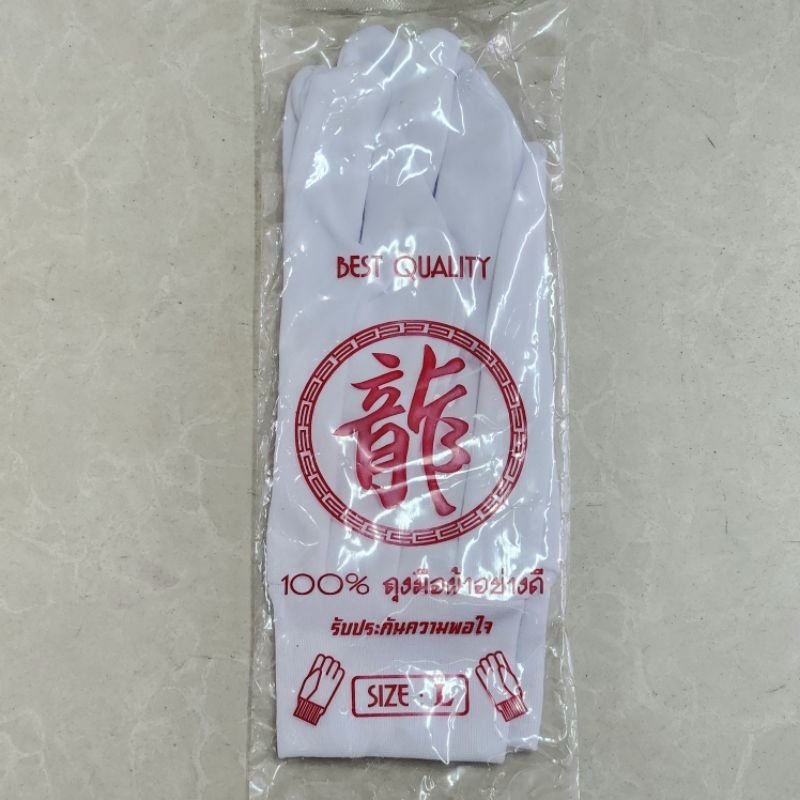 BEST QUALITY
龍
100% ถุงมือผ้าอย่างดี
รับประกันความพอใจ
SIZE · L